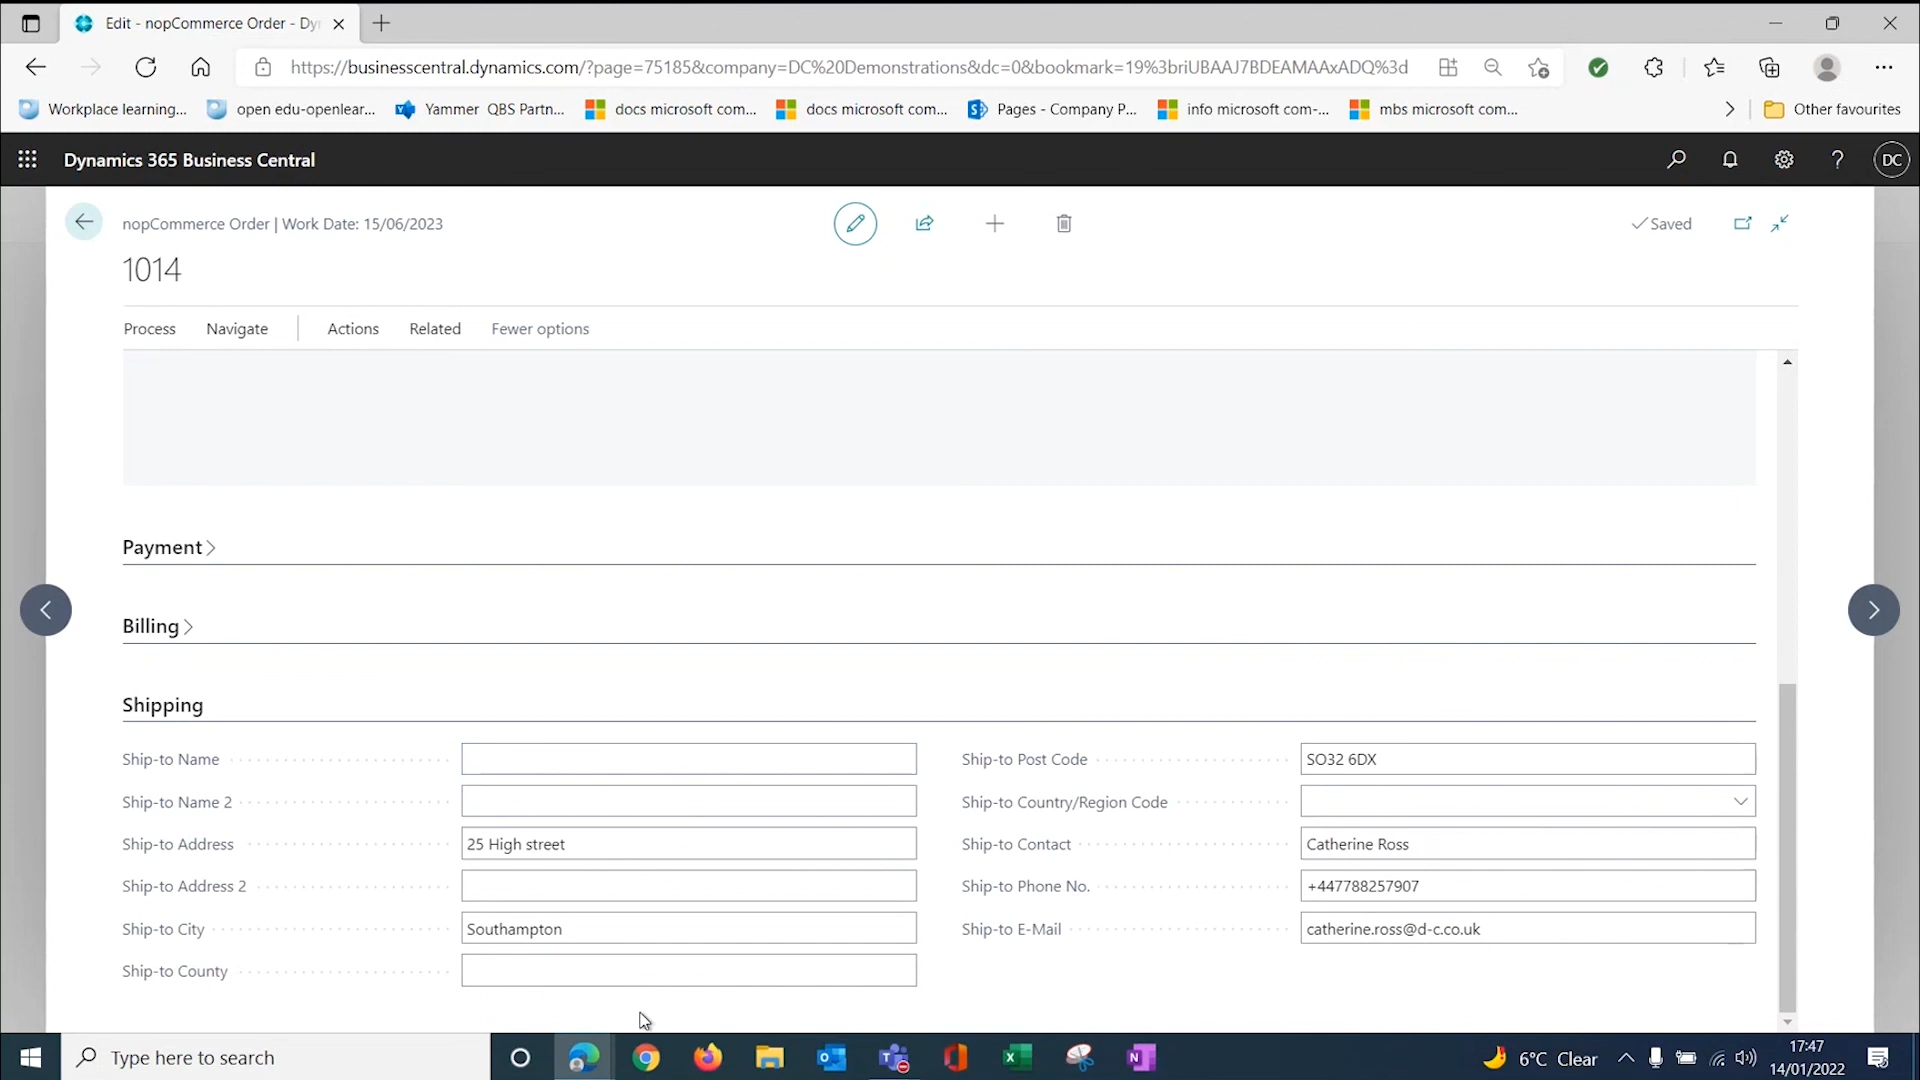 Edit - nopCommerce Order - Dy
https://businesscentral.dynamics.com/?page=75185&company=DC%20Demonstrations&dc=0&bookmark=19%3briUBAAJ7BDEAMAAxADQ%3d
Workplace learning... open edu-openlear... Yammer QBS Partn... docs microsoft com... docs microsoft com... Pages - Company P... info microsoft com-... mbs microsoft com... Other favourites
Dynamics 365 Business Central ? DC
nopCommerce Order | Work Date: 15/06/2023 Saved
1014
Process Navigate Actions Related Fewer options
Payment
Billing
Shipping
Ship-to Name
Ship-to Name 2
Ship-to Address 25 High street
Ship-to Address 2
Ship-to City Southampton
Ship-to County
Ship-to Post Code SO32 6DX
Ship-to Country/Region Code
Ship-to Contact Catherine Ross
Ship-to Phone No. +447788257907
Ship-to E-Mail catherine.ross@d-c.co.uk
Type here to search
6°C Clear
17:47
14/01/2022